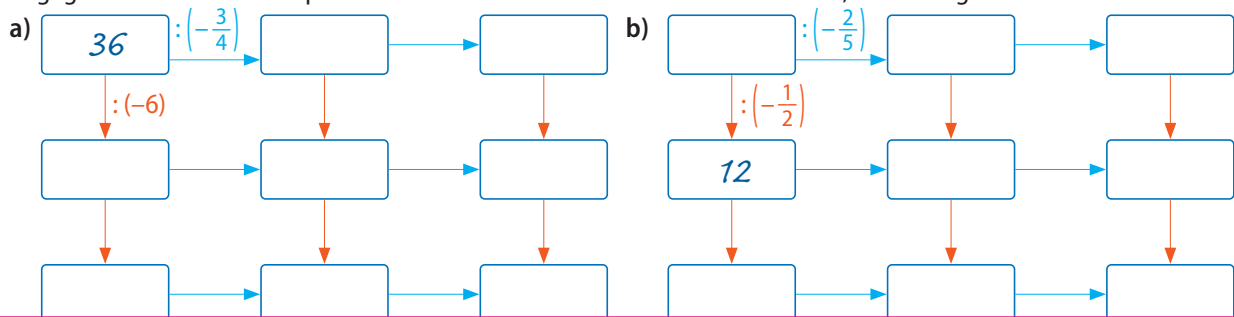 a) 36 : (−3/4) b) : (−2/5)
: (−6) : (−1/2)
12